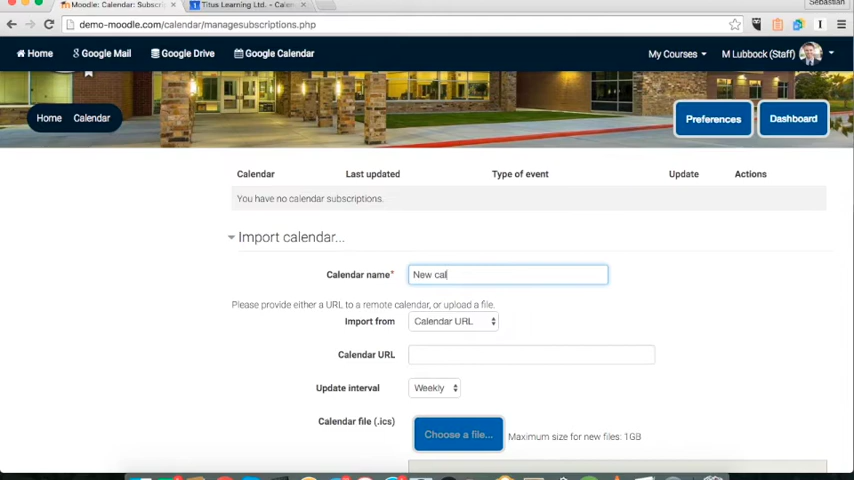 Moodle: Calendar: Subscri
Titus Learning Ltd. - Calen
Sebastian
demo-moodle.com/calendar/managesubscriptions.php
Home Google Mail Google Drive Google Calendar My Courses M Lubbock (Staff)
Home Calendar Preferences Dashboard
Calendar Last updated Type of event Update Actions
You have no calendar subscriptions.
Import calendar...
Calendar name* New cal
Please provide either a URL to a remote calendar, or upload a file.
Import from Calendar URL
Calendar URL
Update interval Weekly
Calendar file (.ics) Choose a file... Maximum size for new files: 1GB